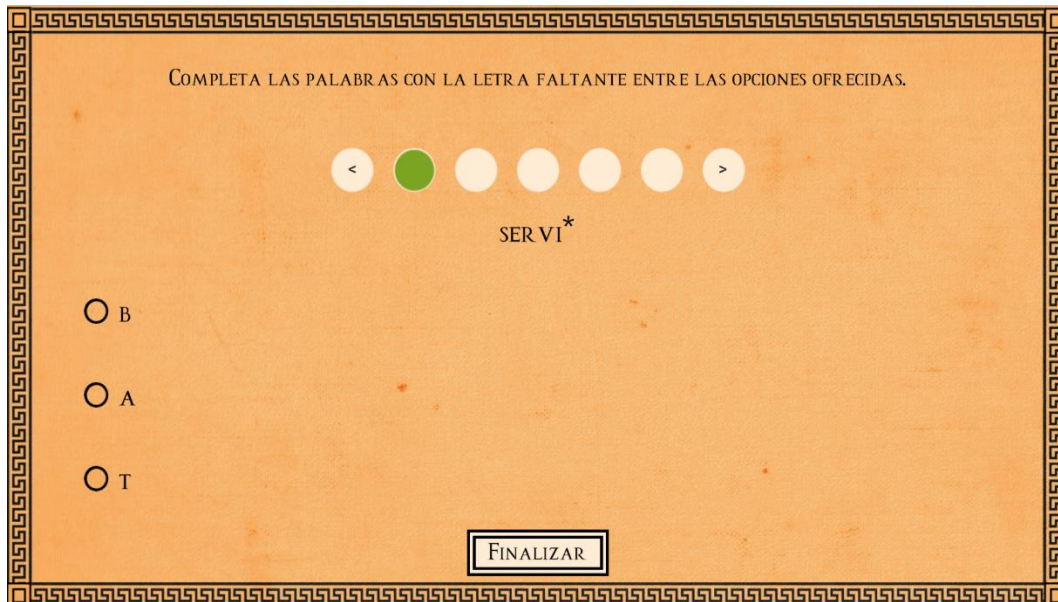 COMPLETA LAS PALABRAS CON LA LETRA FALTANTE ENTRE LAS OPCIONES OFRECIDAS.
< >
SERVI*
B
A
T
FINALIZAR